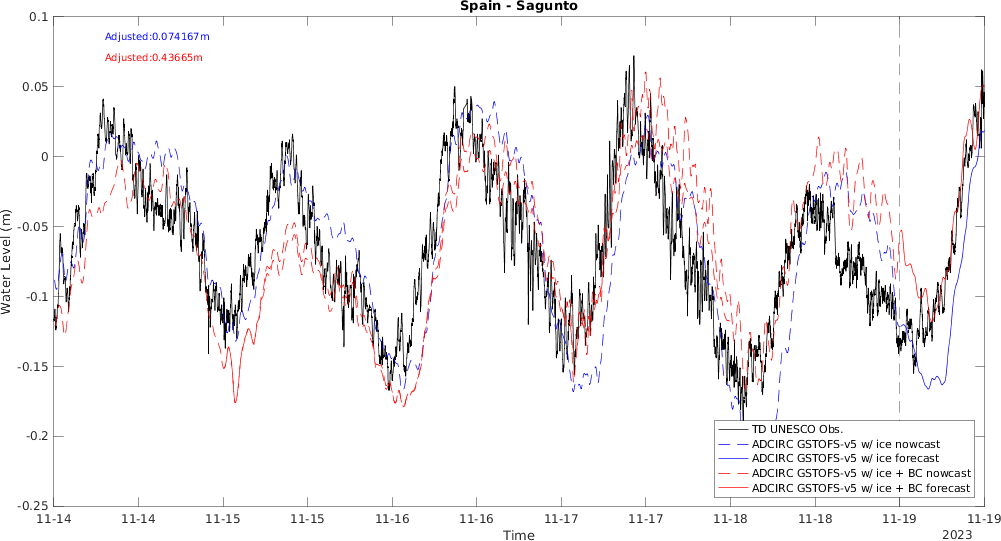 Spain - Sagunto
Adjusted:0.074167m
Adjusted:0.43665m
0.1
0.05
0
-0.05
-0.1
-0.15
-0.2
-0.25
Water Level (m)
TD UNESCO Obs.
ADCIRC GSTOFS-v5 w/ ice nowcast
ADCIRC GSTOFS-v5 w/ ice forecast
ADCIRC GSTOFS-v5 w/ ice + BC nowcast
ADCIRC GSTOFS-v5 w/ ice + BC forecast
11-14 11-14 11-15 11-15 11-16 11-16 11-17 11-17 11-18 11-18 11-19 11-19
Time
2023